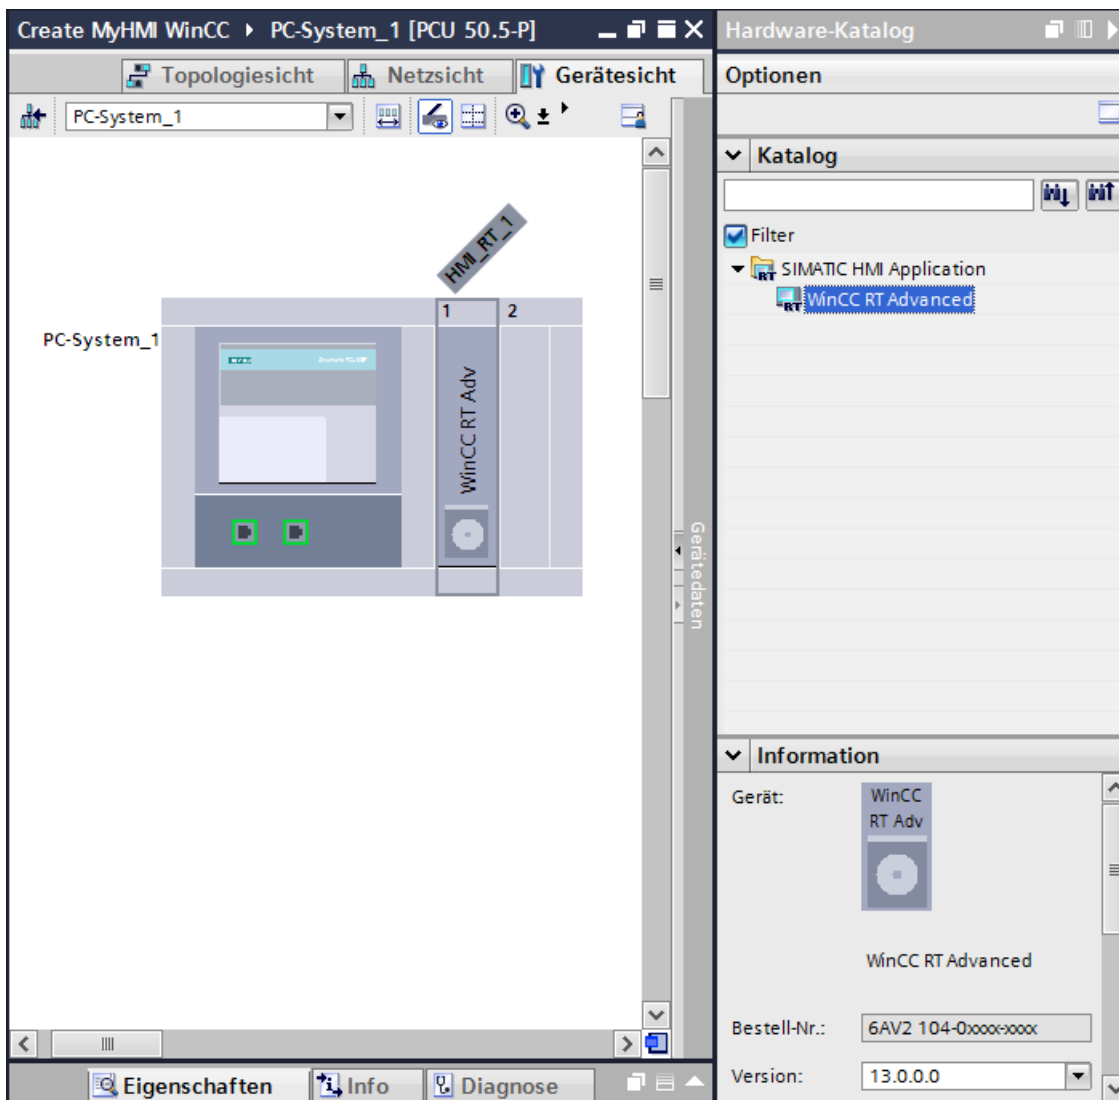 Create MyHMI WinCC ▸ PC-System_1 [PCU 50.5-P]
Topologiesicht
Netzsicht
Gerätesicht
PC-System_1
HMI_RT_1
1
2
PC-System_1
WinCC RT Adv
Gerätedaten
Eigenschaften
Info
Diagnose
Hardware-Katalog
Optionen
Katalog
Filter
SIMATIC HMI Application
WinCC RT Advanced
Information
Gerät:
WinCC
RT Adv
WinCC RT Advanced
Bestell-Nr.:
6AV2 104-0xxxx-xxxx
Version:
13.0.0.0